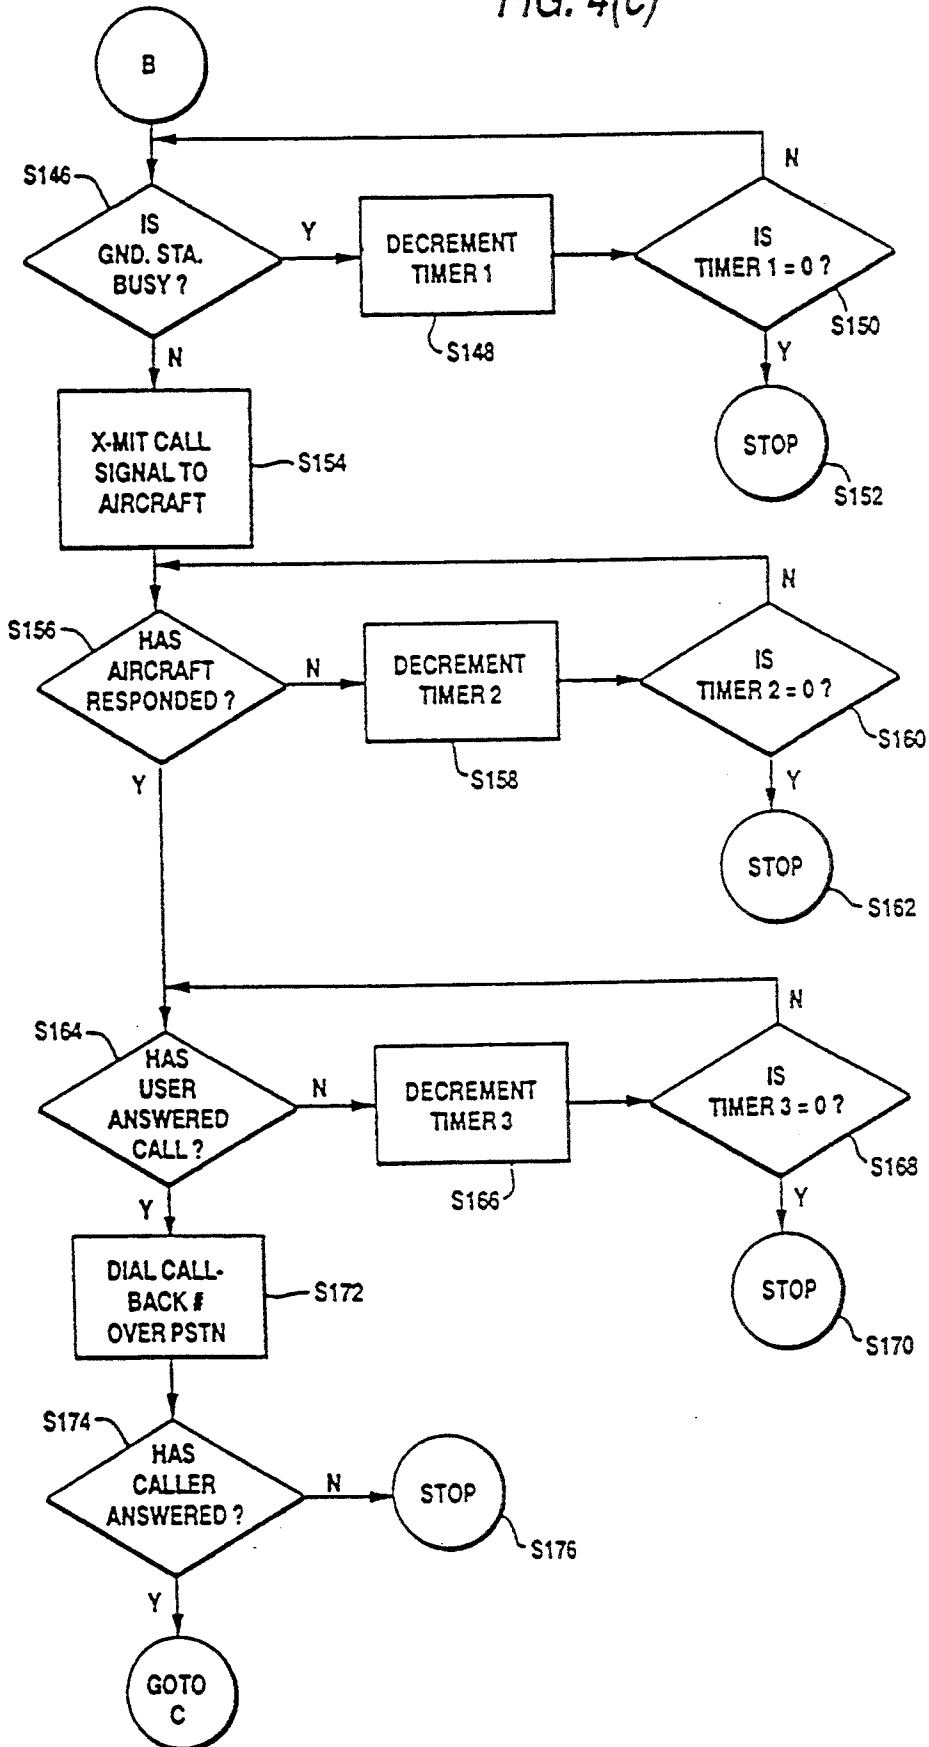 FIG. 4(c)
B
S146
IS
GND. STA.
BUSY ?
Y
DECREMENT
TIMER 1
S148
IS
TIMER 1 = 0 ?
N
S150
Y
STOP
S152
N
X-MIT CALL
SIGNAL TO
AIRCRAFT
S154
S156
HAS
AIRCRAFT
RESPONDED ?
N
DECREMENT
TIMER 2
S158
IS
TIMER 2 = 0 ?
N
S160
Y
STOP
S162
Y
S164
HAS
USER
ANSWERED
CALL ?
N
DECREMENT
TIMER 3
S166
IS
TIMER 3 = 0 ?
N
S168
Y
STOP
S170
Y
DIAL CALL-
BACK #
OVER PSTN
S172
S174
HAS
CALLER
ANSWERED ?
N
STOP
S176
Y
GOTO
C